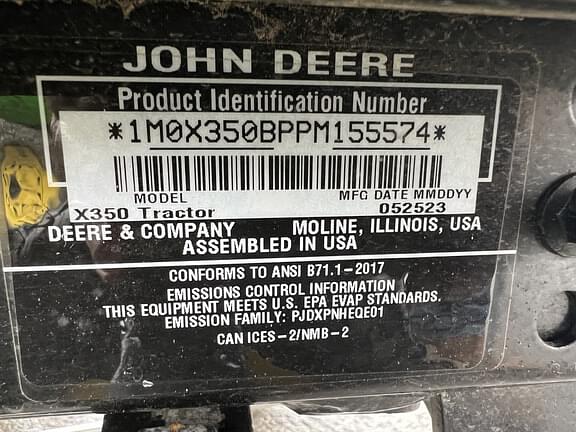 JOHN DEERE
Product Identification Number
*1M0X350BPPM155574*
MODEL MFG DATE MMDDYY
X350 Tractor 052523
DEERE & COMPANY MOLINE, ILLINOIS, USA
ASSEMBLED IN USA
CONFORMS TO ANSI B71.1-2017
EMISSIONS CONTROL INFORMATION
THIS EQUIPMENT MEETS U.S. EPA EVAP STANDARDS.
EMISSION FAMILY: PJDXPNHEQE01
CAN ICES-2/NMB-2